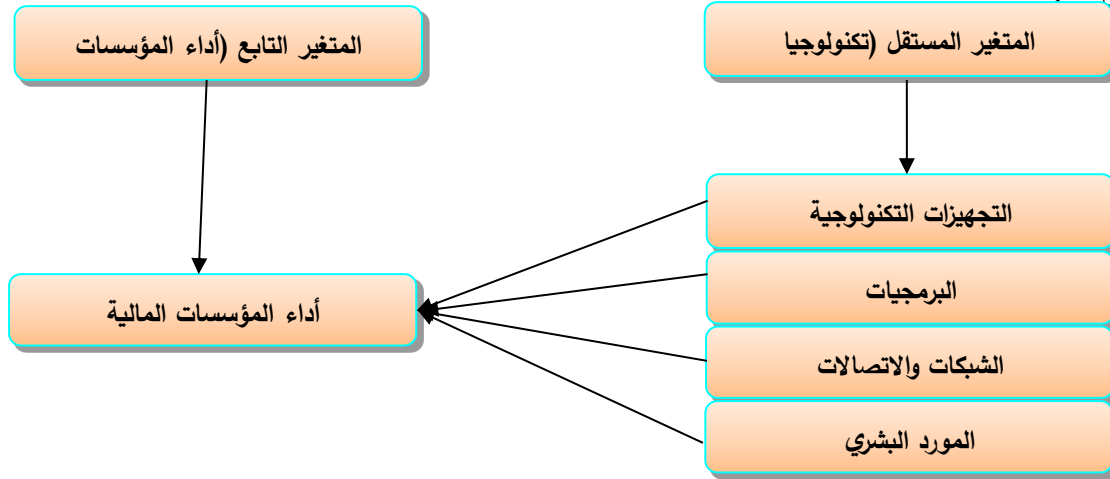 المتغير المستقل (تكنولوجيا
المتغير التابع (أداء المؤسسات
التجهيزات التكنولوجية
البرمجيات
الشبكات والاتصالات
المورد البشري
أداء المؤسسات المالية